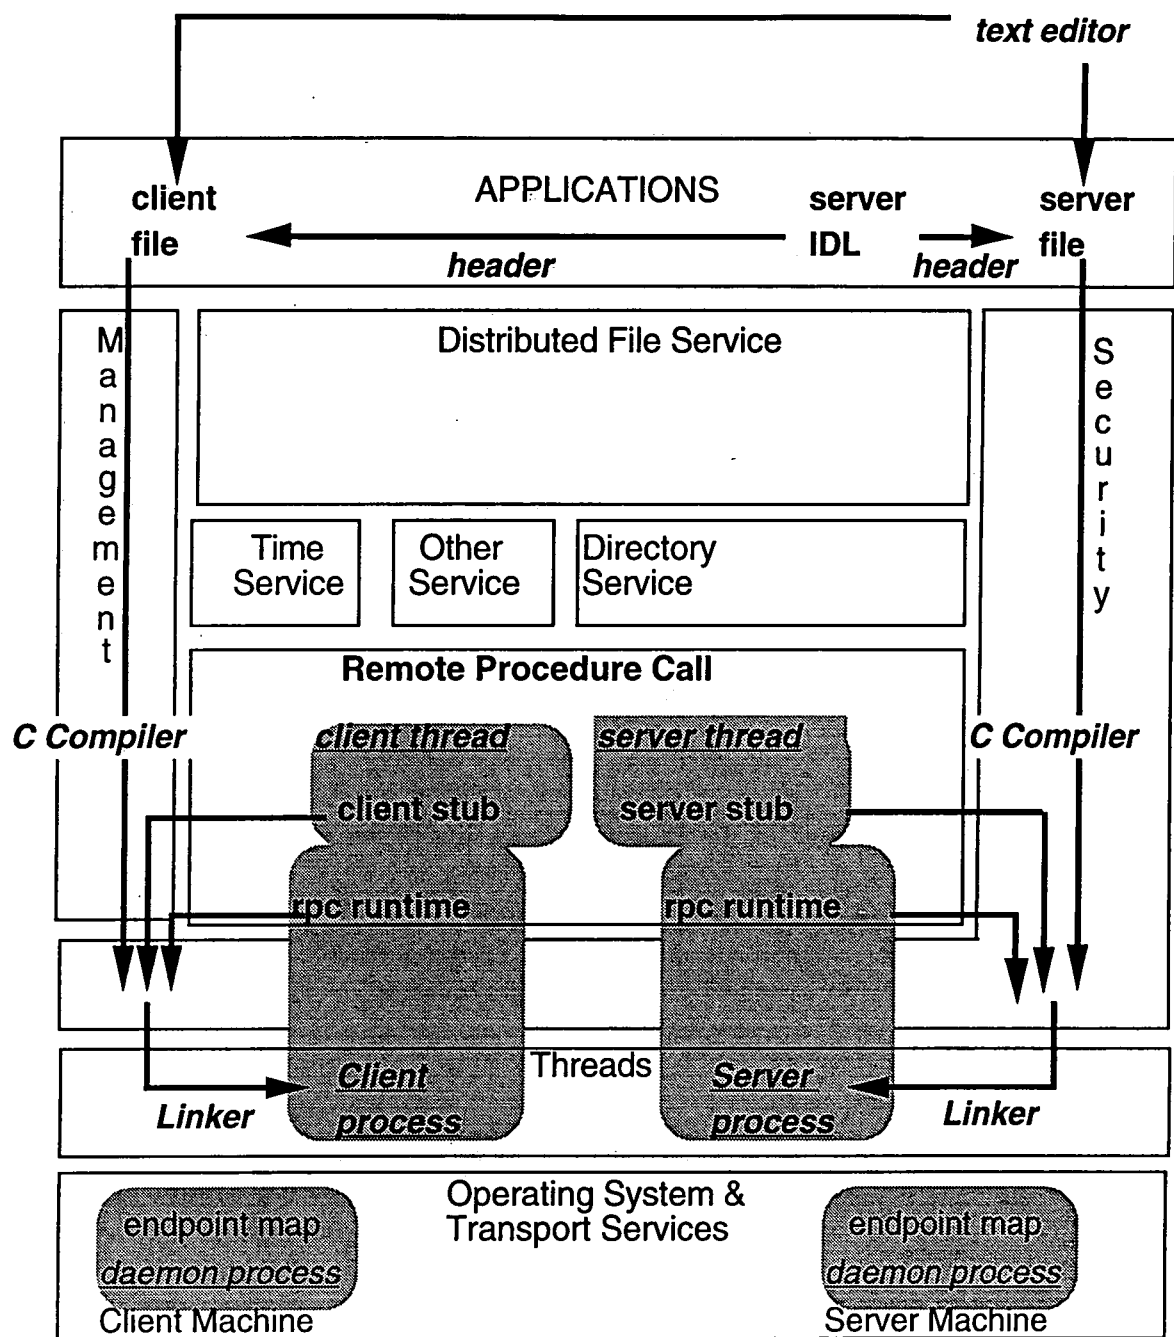 text editor
APPLICATIONS
client
file
server
IDL
server
file
header
header
Management
Distributed File Service
Security
Time
Service
Other
Service
Directory
Service
Remote Procedure Call
C Compiler
client thread
server thread
C Compiler
client stub
server stub
rpc runtime
rpc runtime
Threads
Client
process
Server
process
Linker
Linker
Operating System &
Transport Services
endpoint map
daemon process
Client Machine
endpoint map
daemon process
Server Machine